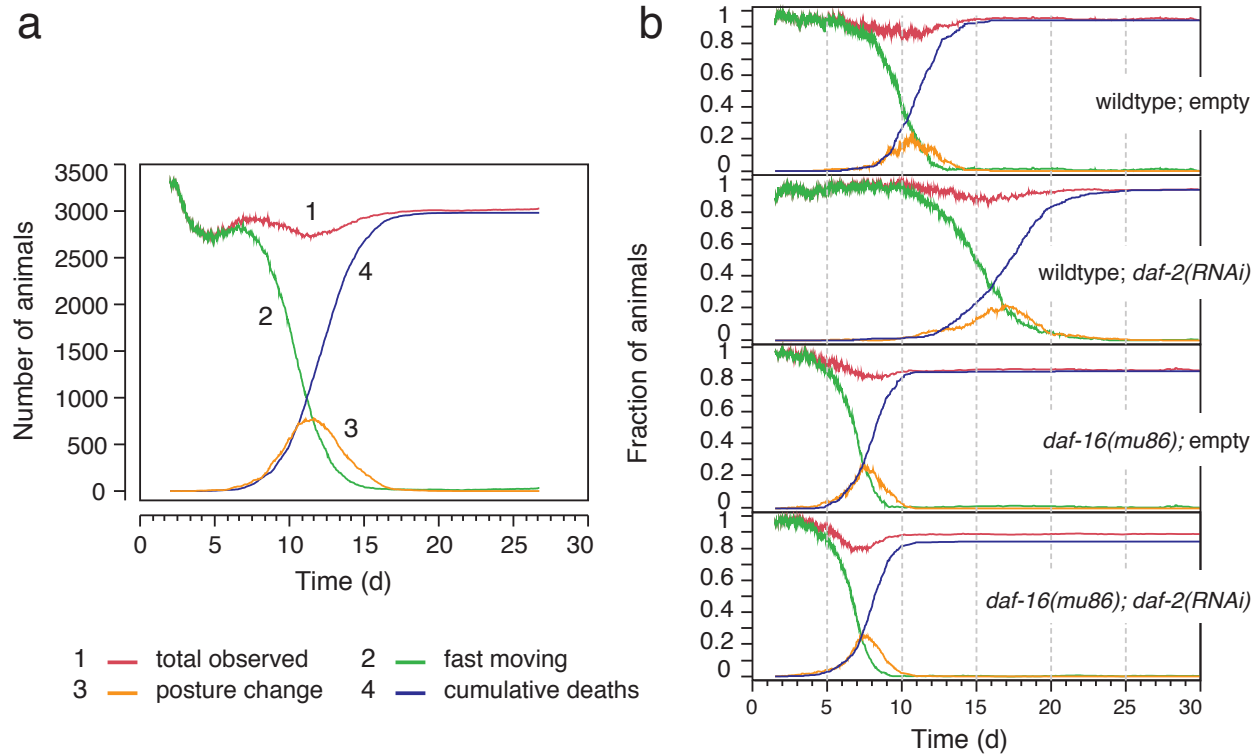 a
Number of animals
3500
3000
2500
2000
1500
1000
500
0
1
2
3
4
0 5 10 15 20 25 30
Time (d)
1 total observed 2 fast moving
3 posture change 4 cumulative deaths
b
Fraction of animals
1
0.8
0.6
0.4
0.2
0
wildtype; empty
1
0.8
0.6
0.4
0.2
0
wildtype; daf-2(RNAi)
1
0.8
0.6
0.4
0.2
0
daf-16(mu86); empty
1
0.8
0.6
0.4
0.2
0
daf-16(mu86); daf-2(RNAi)
0 5 10 15 20 25 30
Time (d)